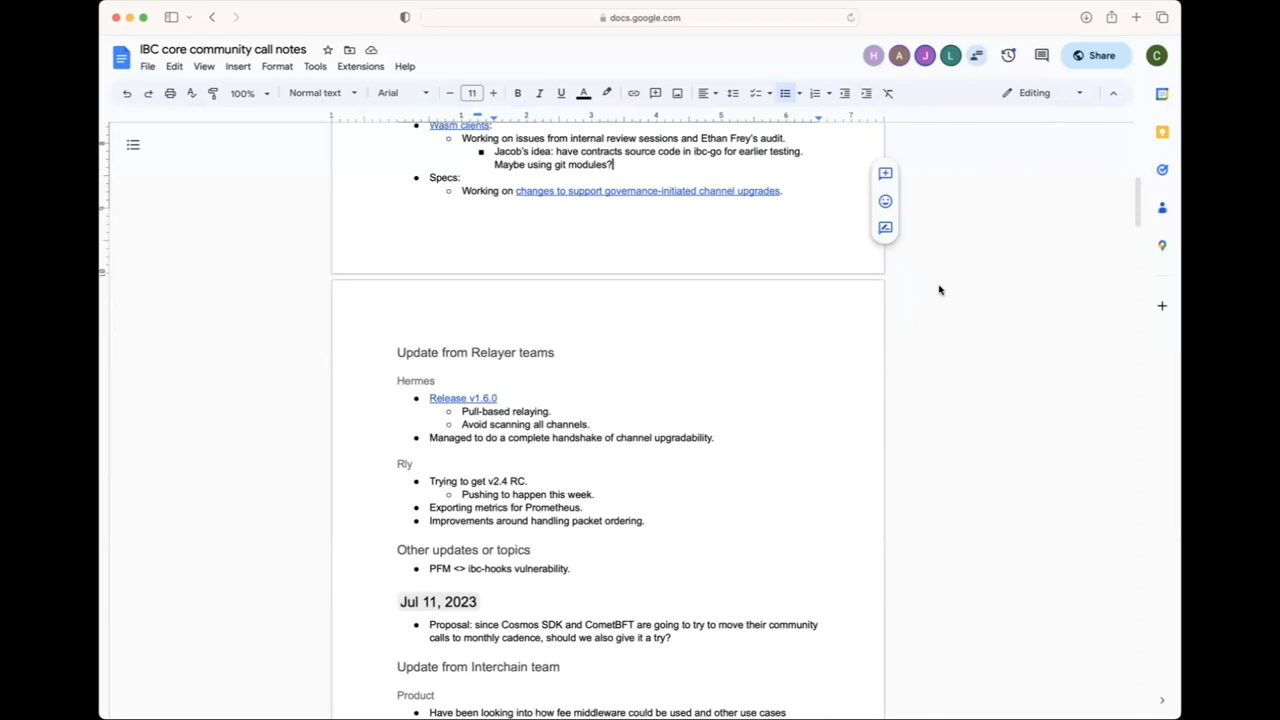 docs.google.com
IBC core community call notes
File Edit View Insert Format Tools Extensions Help
H A J L Share C
100% Normal text Arial 11 B I U A Editing
1 1 2 3 4 5 6 7
Wasm clients:
Working on issues from internal review sessions and Ethan Frey's audit.
Jacob's idea: have contracts source code in ibc-go for earlier testing.
Maybe using git modules?
Specs:
Working on changes to support governance-initiated channel upgrades.
Update from Relayer teams
Hermes
Release v1.6.0
Pull-based relaying.
Avoid scanning all channels.
Managed to do a complete handshake of channel upgradability.
Rly
Trying to get v2.4 RC.
Pushing to happen this week.
Exporting metrics for Prometheus.
Improvements around handling packet ordering.
Other updates or topics
PFM <> ibc-hooks vulnerability.
Jul 11, 2023
Proposal: since Cosmos SDK and CometBFT are going to try to move their community
calls to monthly cadence, should we also give it a try?
Update from Interchain team
Product
Have been looking into how fee middleware could be used and other use cases